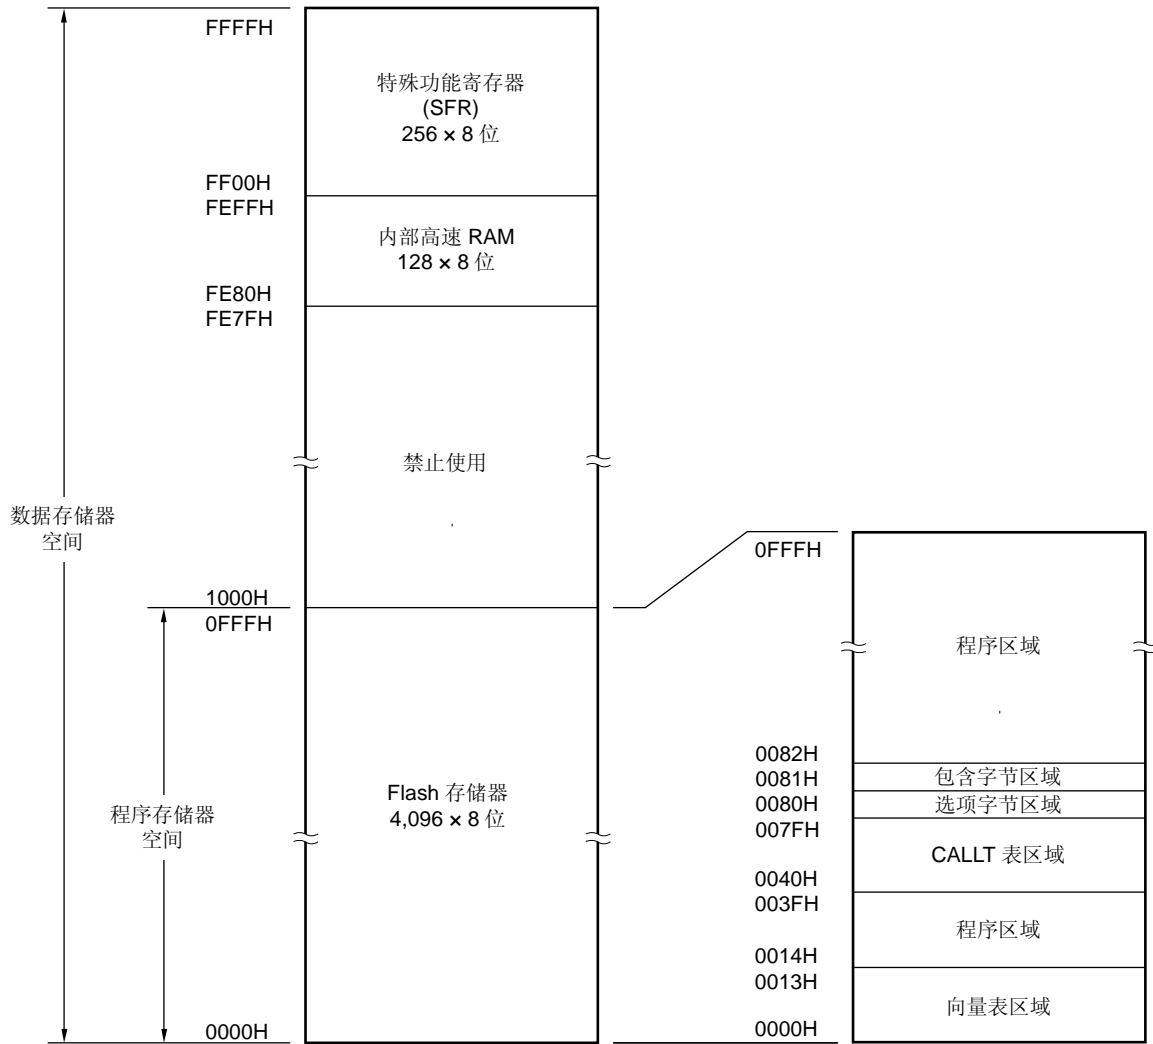 FFFFH
特殊功能寄存器
(SFR)
256 × 8 位
FF00H
FEFFH
内部高速 RAM
128 × 8 位
FE80H
FE7FH
禁止使用
数据存储器
空间
1000H
0FFFH
程序存储器
空间
Flash 存储器
4,096 × 8 位
0000H
0FFFH
程序区域
0082H
0081H
包含字节区域
0080H
选项字节区域
007FH
CALLT 表区域
0040H
003FH
程序区域
0014H
0013H
向量表区域
0000H